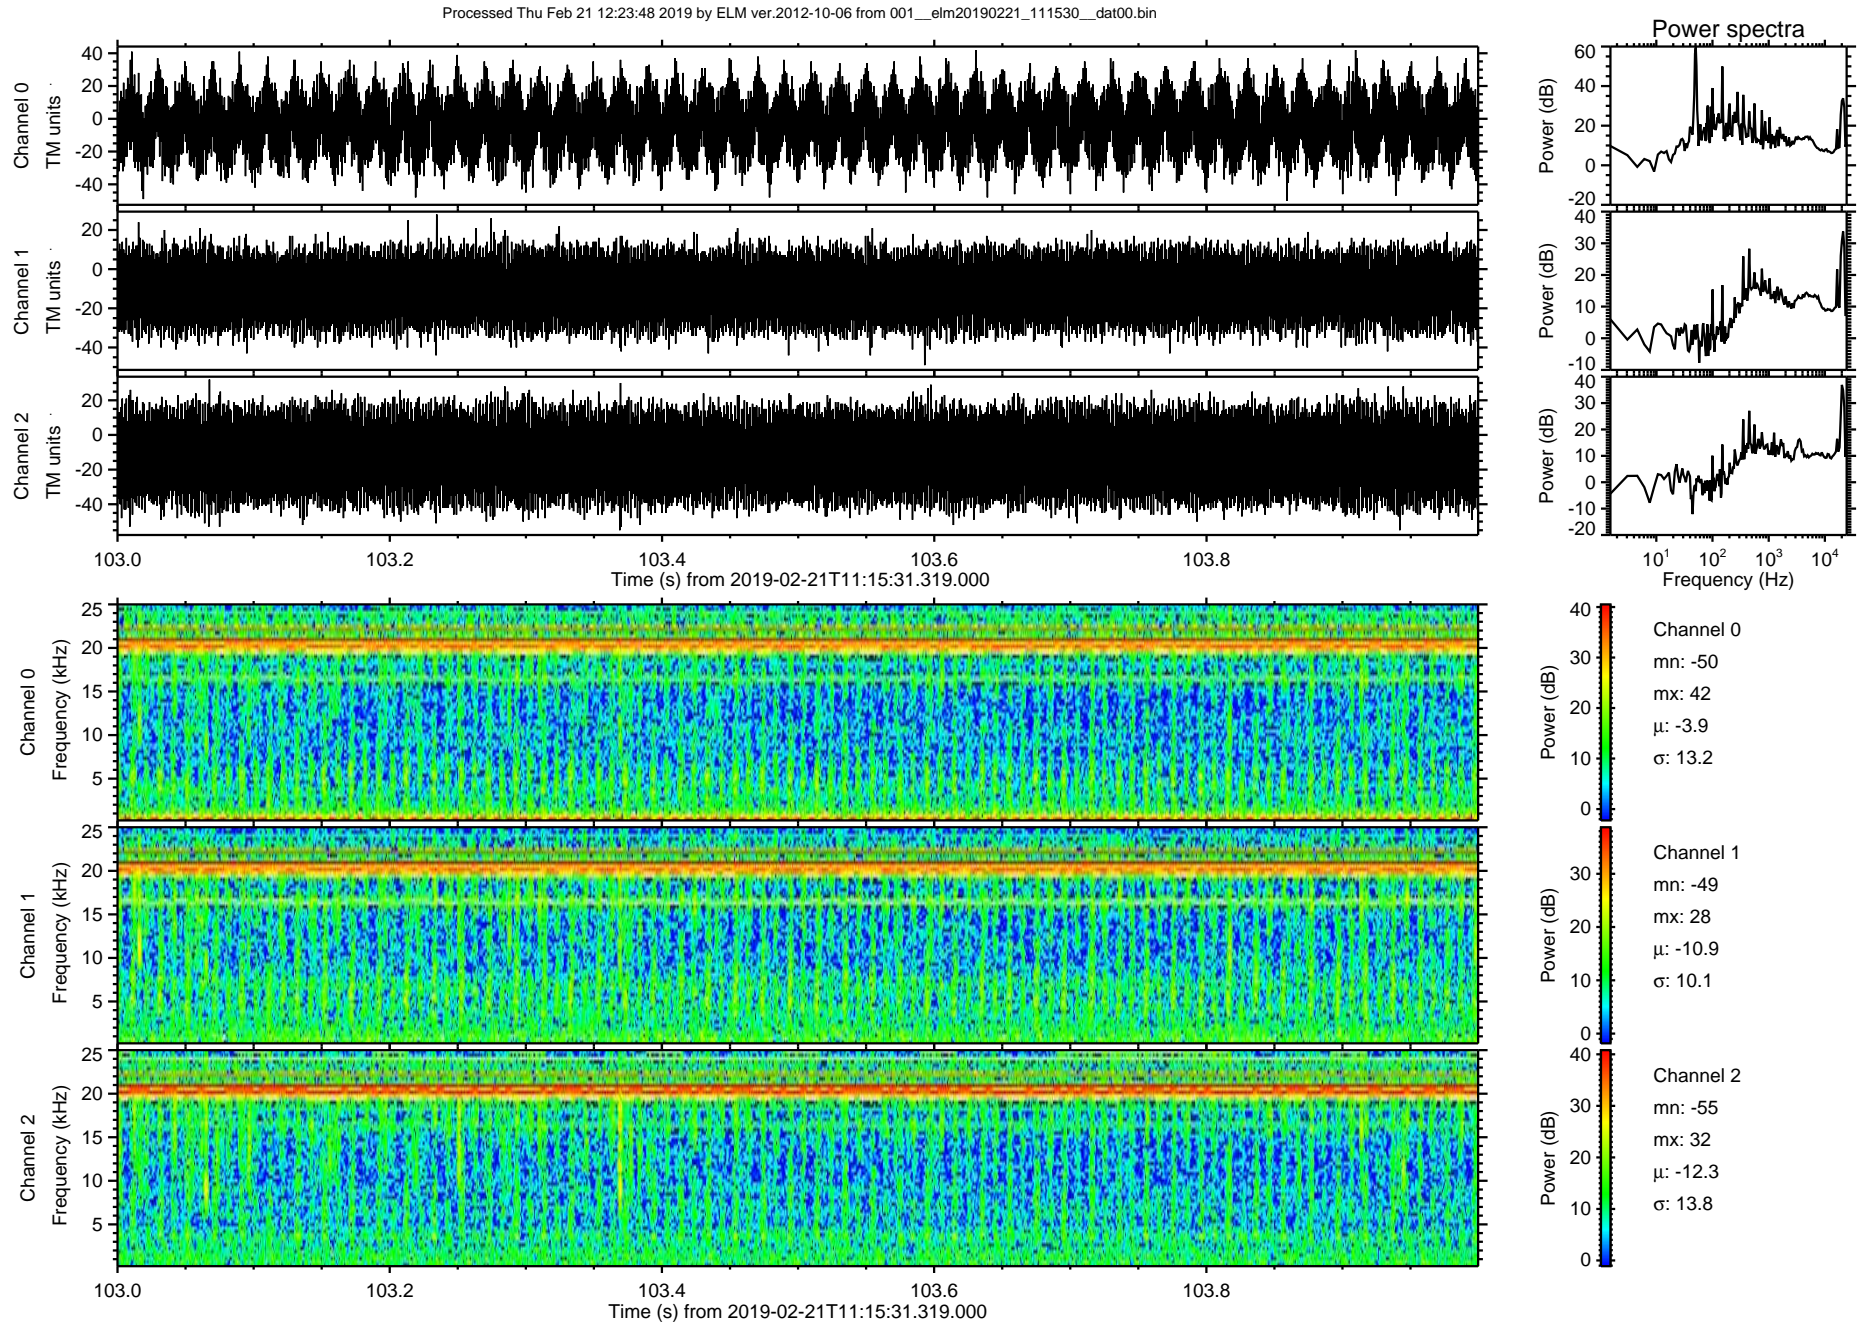 Processed Thu Feb 21 12:23:48 2019 by ELM ver.2012-10-06 from 001__elm20190221_111530__dat00.bin
Power spectra
Channel 0
TM units
40
20
0
-20
-40
Power (dB)
60
40
20
0
-20
Channel 1
TM units
20
0
-20
-40
Power (dB)
40
30
20
10
0
-10
Channel 2
TM units
20
0
-20
-40
Power (dB)
40
30
20
10
0
-10
-20
103.0 103.2 103.4 103.6 103.8
Time (s) from 2019-02-21T11:15:31.319.000
10¹ 10² 10³ 10⁴
Frequency (Hz)
Channel 0
Frequency (kHz)
25
20
15
10
5
Power (dB)
40
30
20
10
0
Channel 0
mn: -50
mx: 42
μ: -3.9
σ: 13.2
Channel 1
Frequency (kHz)
25
20
15
10
5
Power (dB)
30
20
10
0
Channel 1
mn: -49
mx: 28
μ: -10.9
σ: 10.1
Channel 2
Frequency (kHz)
25
20
15
10
5
Power (dB)
40
30
20
10
0
Channel 2
mn: -55
mx: 32
μ: -12.3
σ: 13.8
103.0 103.2 103.4 103.6 103.8
Time (s) from 2019-02-21T11:15:31.319.000